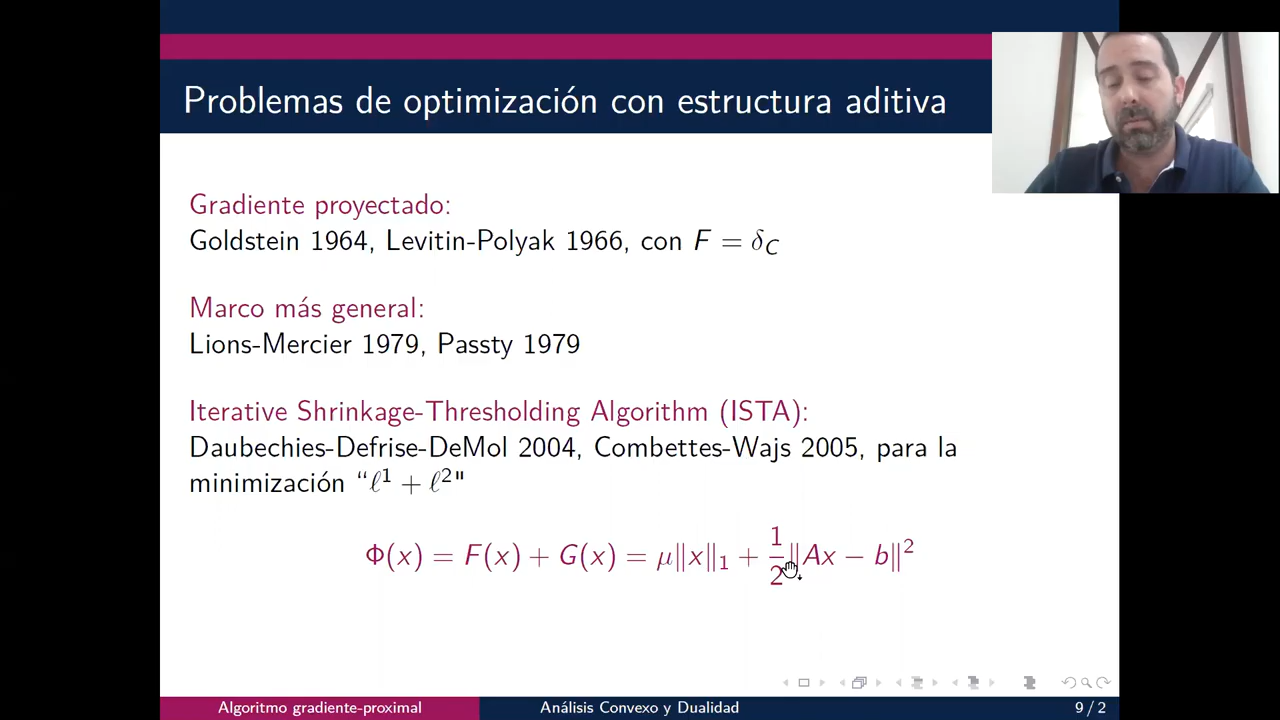 Problemas de optimización con estructura aditiva
Gradiente proyectado:
Goldstein 1964, Levitin-Polyak 1966, con F = δ_C
Marco más general:
Lions-Mercier 1979, Passty 1979
Iterative Shrinkage-Thresholding Algorithm (ISTA):
Daubechies-Defrise-DeMol 2004, Combettes-Wajs 2005, para la
minimización “ℓ¹ + ℓ²"
Φ(x) = F(x) + G(x) = μ‖x‖₁ + 1/2‖Ax − b‖²
Algoritmo gradiente-proximal
Análisis Convexo y Dualidad
9 / 2